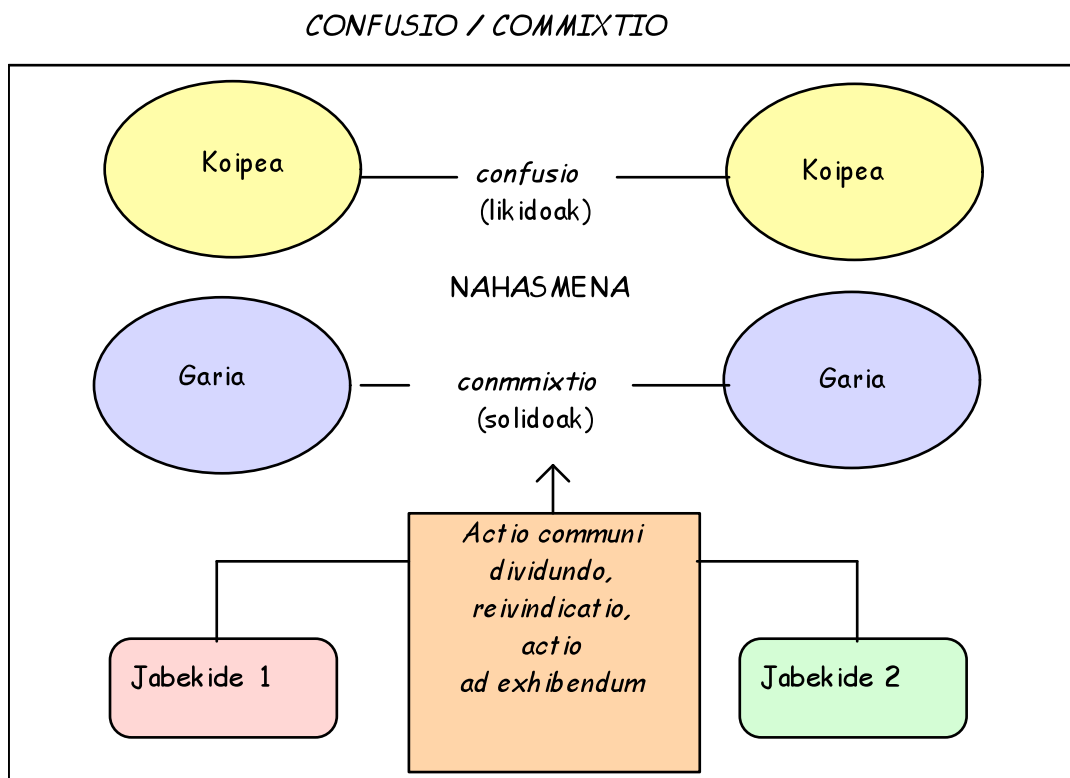 CONFUSIO / COMMIXTIO
Koipea
confusio
(likidoak)
Koipea
NAHASMENA
Garia
conmmixtio
(solidoak)
Garia
Actio communi
dividundo,
reivindicatio,
actio
ad exhibendum
Jabekide 1
Jabekide 2